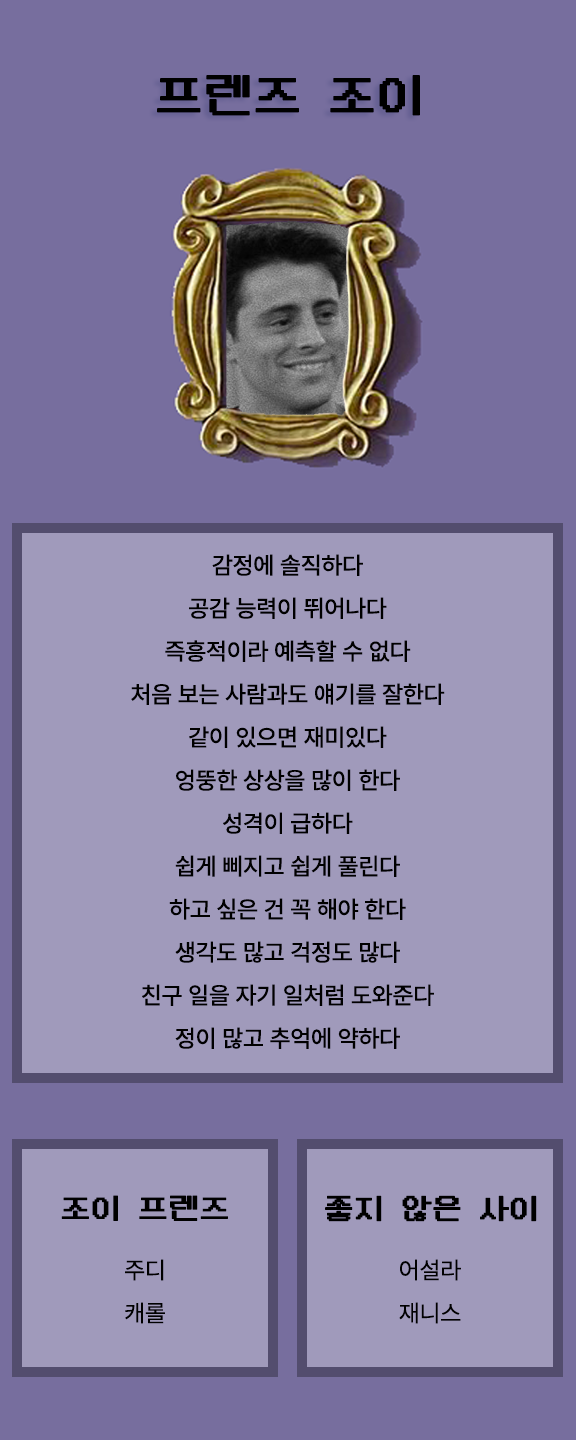 프렌즈 조이
감정에 솔직하다
공감 능력이 뛰어나다
즉흥적이라 예측할 수 없다
처음 보는 사람과도 얘기를 잘한다
같이 있으면 재미있다
엉뚱한 상상을 많이 한다
성격이 급하다
쉽게 삐지고 쉽게 풀린다
하고 싶은 건 꼭 해야 한다
생각도 많고 걱정도 많다
친구 일을 자기 일처럼 도와준다
정이 많고 추억에 약하다
조이 프렌즈
주디
캐롤
좋지 않은 사이
어설라
재니스